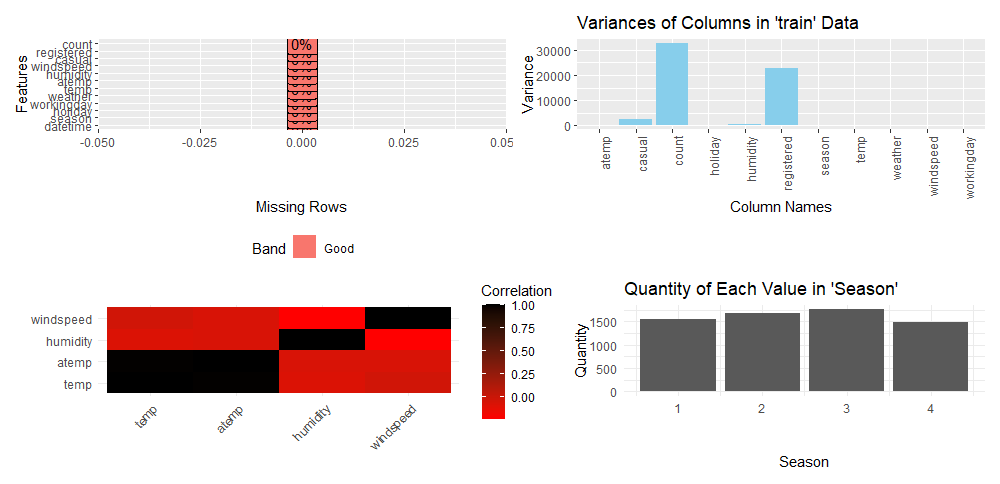 count
registered
casual
windspeed
humidity
atemp
temp
weather
workingday
holiday
season
datetime
Features
0%
-0.050
-0.025
0.000
0.025
0.05
Missing Rows
Band
Good
Variances of Columns in 'train' Data
30000
20000
10000
0
Variance
atemp
casual
count
holiday
humidity
registered
season
temp
weather
windspeed
workingday
Column Names
windspeed
humidity
atemp
temp
temp
atemp
humidity
windspeed
Correlation
1.00
0.75
0.50
0.25
0.00
Quantity of Each Value in 'Season'
1500
1000
500
0
Quantity
1
2
3
4
Season